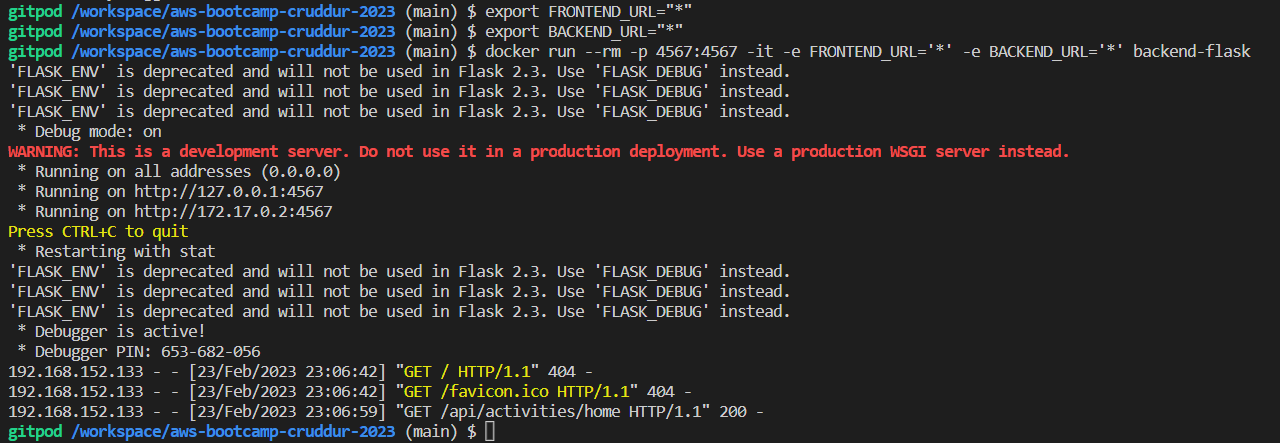 gitpod /workspace/aws-bootcamp-cruddur-2023 (main) $ export FRONTEND_URL="*"
gitpod /workspace/aws-bootcamp-cruddur-2023 (main) $ export BACKEND_URL="*"
gitpod /workspace/aws-bootcamp-cruddur-2023 (main) $ docker run --rm -p 4567:4567 -it -e FRONTEND_URL='*' -e BACKEND_URL='*' backend-flask
'FLASK_ENV' is deprecated and will not be used in Flask 2.3. Use 'FLASK_DEBUG' instead.
'FLASK_ENV' is deprecated and will not be used in Flask 2.3. Use 'FLASK_DEBUG' instead.
'FLASK_ENV' is deprecated and will not be used in Flask 2.3. Use 'FLASK_DEBUG' instead.
 * Debug mode: on
WARNING: This is a development server. Do not use it in a production deployment. Use a production WSGI server instead.
 * Running on all addresses (0.0.0.0)
 * Running on http://127.0.0.1:4567
 * Running on http://172.17.0.2:4567
Press CTRL+C to quit
 * Restarting with stat
'FLASK_ENV' is deprecated and will not be used in Flask 2.3. Use 'FLASK_DEBUG' instead.
'FLASK_ENV' is deprecated and will not be used in Flask 2.3. Use 'FLASK_DEBUG' instead.
'FLASK_ENV' is deprecated and will not be used in Flask 2.3. Use 'FLASK_DEBUG' instead.
 * Debugger is active!
 * Debugger PIN: 653-682-056
192.168.152.133 - - [23/Feb/2023 23:06:42] "GET / HTTP/1.1" 404 -
192.168.152.133 - - [23/Feb/2023 23:06:42] "GET /favicon.ico HTTP/1.1" 404 -
192.168.152.133 - - [23/Feb/2023 23:06:59] "GET /api/activities/home HTTP/1.1" 200 -
gitpod /workspace/aws-bootcamp-cruddur-2023 (main) $